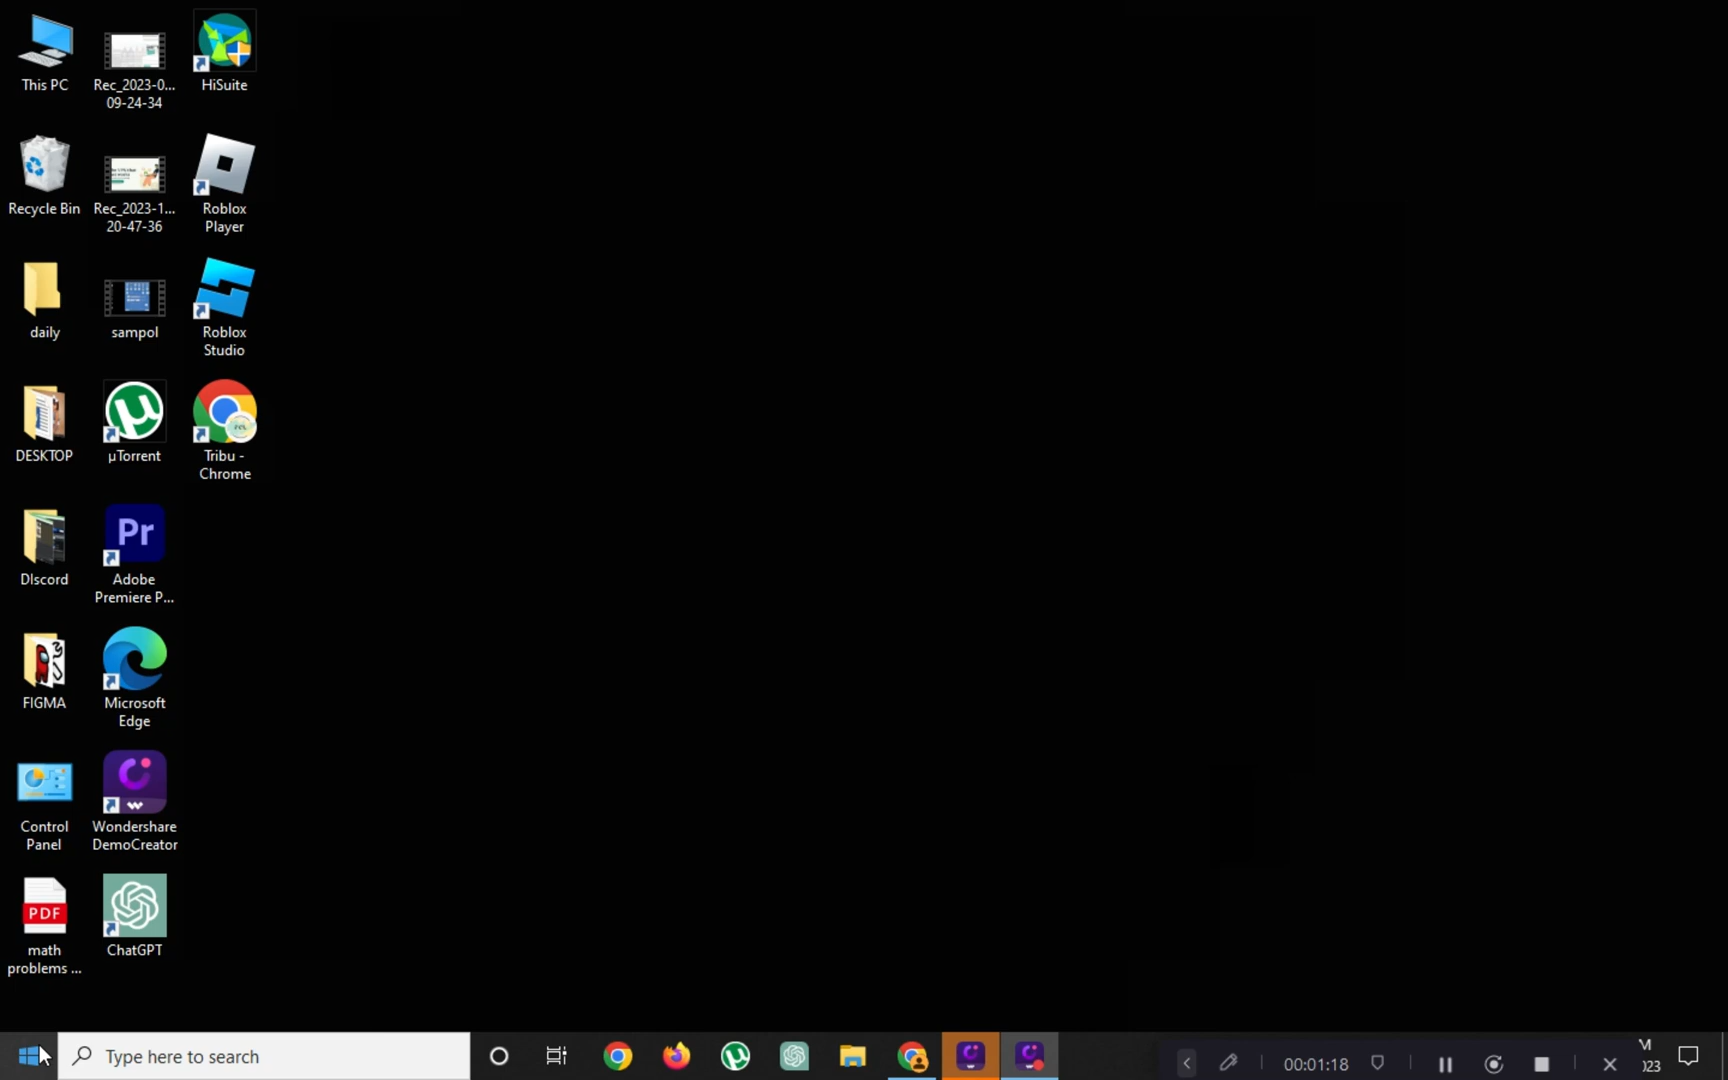 This PC
Rec_2023-0...
09-24-34
HiSuite
Recycle Bin
Rec_2023-1...
20-47-36
Roblox
Player
daily
sampol
Roblox
Studio
DESKTOP
µTorrent
Tribu -
Chrome
DIscord
Pr
Adobe
Premiere P...
FIGMA
Microsoft
Edge
Control
Panel
Wondershare
DemoCreator
PDF
math
problems ...
ChatGPT
Type here to search
00:01:18